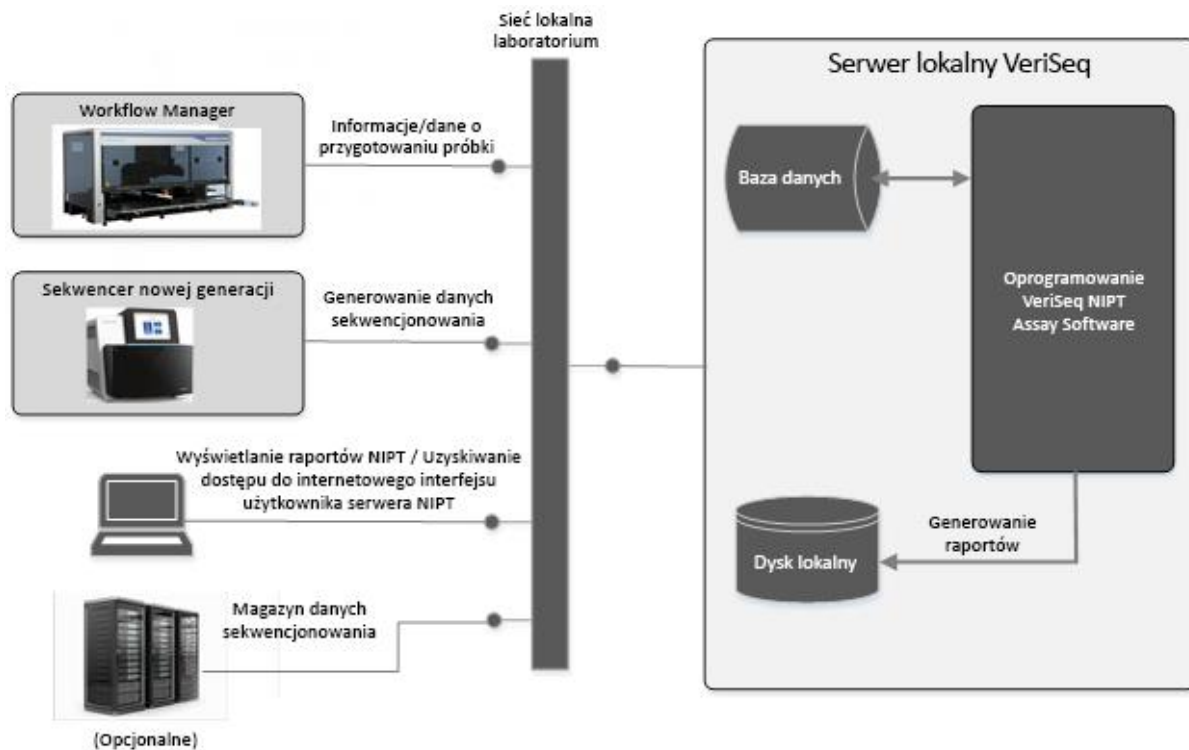 Sieć lokalna
laboratorium
Workflow Manager
Informacje/dane o
przygotowaniu próbki
Sekwencer nowej generacji
Generowanie danych
sekwencjonowania
Wyświetlanie raportów NIPT / Uzyskiwanie
dostępu do internetowego interfejsu
użytkownika serwera NIPT
Magazyn danych
sekwencjonowania
(Opcjonalne)
Serwer lokalny VeriSeq
Baza danych
Oprogramowanie
VeriSeq NIPT
Assay Software
Generowanie
raportów
Dysk lokalny